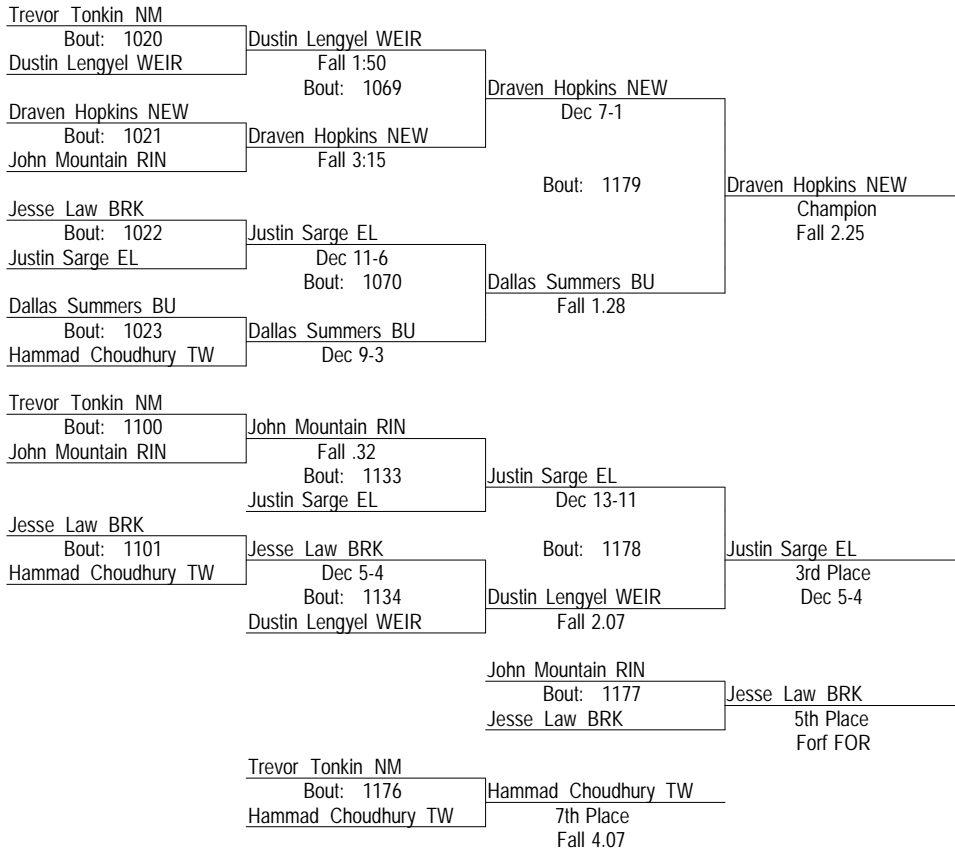 Trevor Tonkin NM
Bout: 1020
Dustin Lengyel WEIR
Dustin Lengyel WEIR
Fall 1:50
Bout: 1069
Draven Hopkins NEW
Bout: 1021
John Mountain RIN
Draven Hopkins NEW
Fall 3:15
Draven Hopkins NEW
Dec 7-1
Bout: 1179
Draven Hopkins NEW
Champion
Fall 2.25
Jesse Law BRK
Bout: 1022
Justin Sarge EL
Justin Sarge EL
Dec 11-6
Bout: 1070
Dallas Summers BU
Bout: 1023
Hammad Choudhury TW
Dallas Summers BU
Dec 9-3
Dallas Summers BU
Fall 1.28
Trevor Tonkin NM
Bout: 1100
John Mountain RIN
John Mountain RIN
Fall .32
Bout: 1133
Justin Sarge EL
Justin Sarge EL
Dec 13-11
Jesse Law BRK
Bout: 1101
Hammad Choudhury TW
Jesse Law BRK
Dec 5-4
Bout: 1134
Dustin Lengyel WEIR
Bout: 1178
Dustin Lengyel WEIR
Fall 2.07
Justin Sarge EL
3rd Place
Dec 5-4
John Mountain RIN
Bout: 1177
Jesse Law BRK
Jesse Law BRK
5th Place
Forf FOR
Trevor Tonkin NM
Bout: 1176
Hammad Choudhury TW
Hammad Choudhury TW
7th Place
Fall 4.07